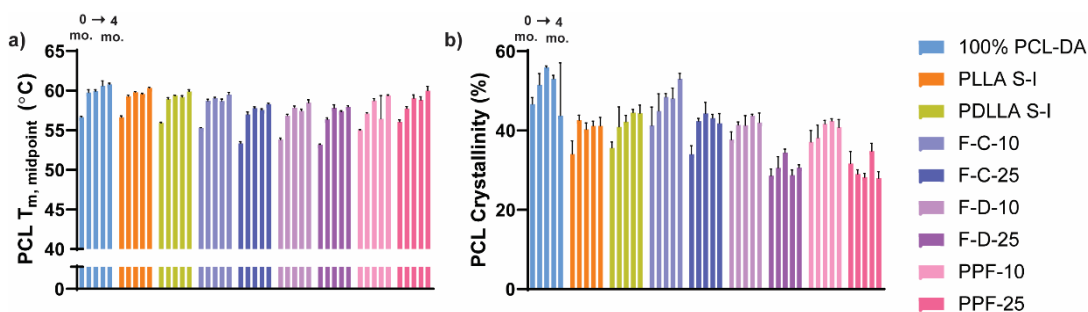 0 → 4
mo. mo.
a)
PCL Tm, midpoint (°C)
65
60
55
50
45
40
0
0 → 4
mo. mo.
b)
PCL Crystallinity (%)
60
40
20
0
100% PCL-DA
PLLA S-I
PDLLA S-I
F-C-10
F-C-25
F-D-10
F-D-25
PPF-10
PPF-25